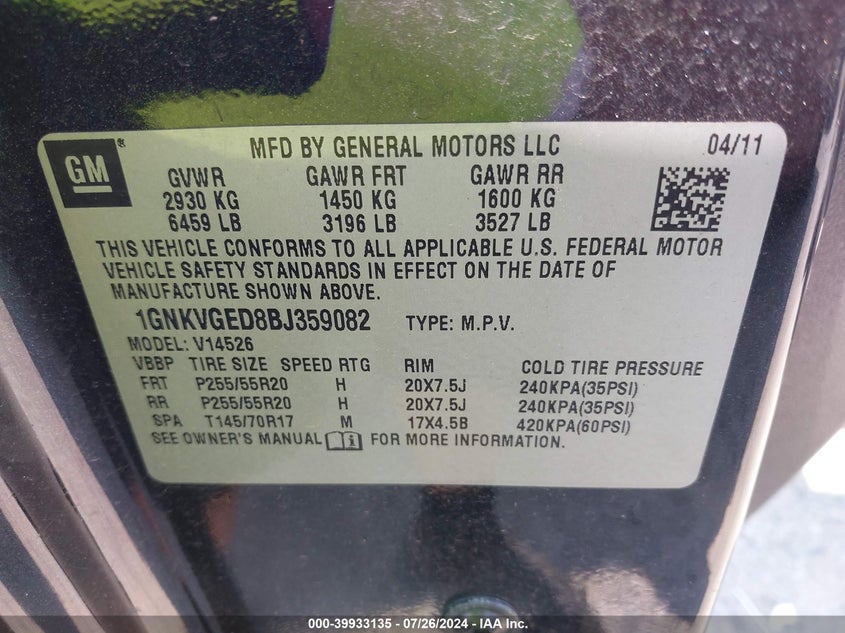 GM ®
MFD BY GENERAL MOTORS LLC 04/11
GVWR GAWR FRT GAWR RR
2930 KG 1450 KG 1600 KG
6459 LB 3196 LB 3527 LB
THIS VEHICLE CONFORMS TO ALL APPLICABLE U.S. FEDERAL MOTOR
VEHICLE SAFETY STANDARDS IN EFFECT ON THE DATE OF
MANUFACTURE SHOWN ABOVE.
1GNKVGED8BJ359082 TYPE: M.P.V.
MODEL: V14526
VBBP TIRE SIZE SPEED RTG RIM COLD TIRE PRESSURE
FRT P255/55R20 H 20X7.5J 240KPA(35PSI)
RR P255/55R20 H 20X7.5J 240KPA(35PSI)
SPA T145/70R17 M 17X4.5B 420KPA(60PSI)
SEE OWNER'S MANUAL FOR MORE INFORMATION.
000-39933135 - 07/26/2024 - IAA Inc.